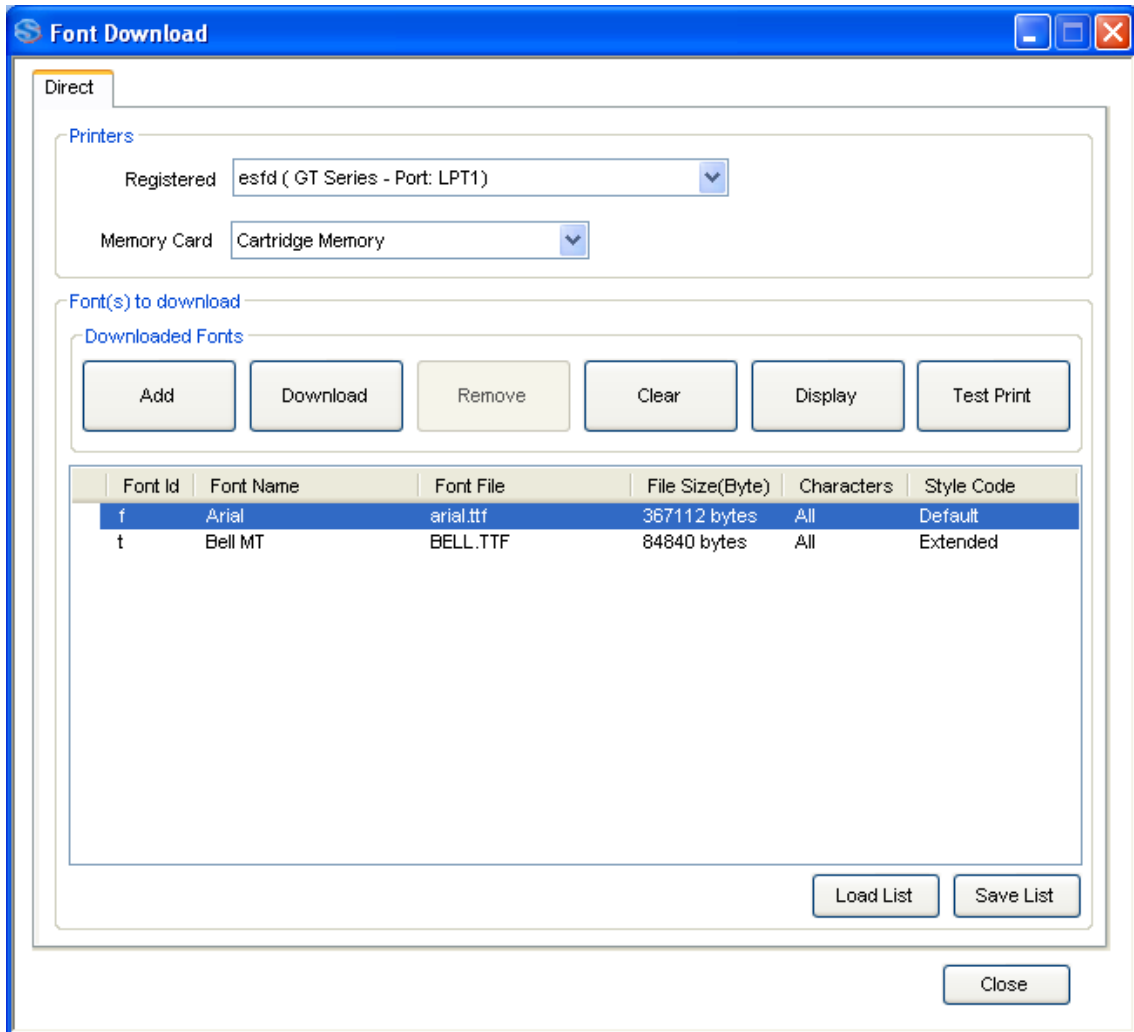 Font Download
Direct
Printers
Registered esfd ( GT Series - Port: LPT1)
Memory Card Cartridge Memory
Font(s) to download
Downloaded Fonts
Add Download Remove Clear Display Test Print
Font Id Font Name Font File File Size(Byte) Characters Style Code
f Arial arial.ttf 367112 bytes All Default
t Bell MT BELL.TTF 84840 bytes All Extended
Load List Save List
Close